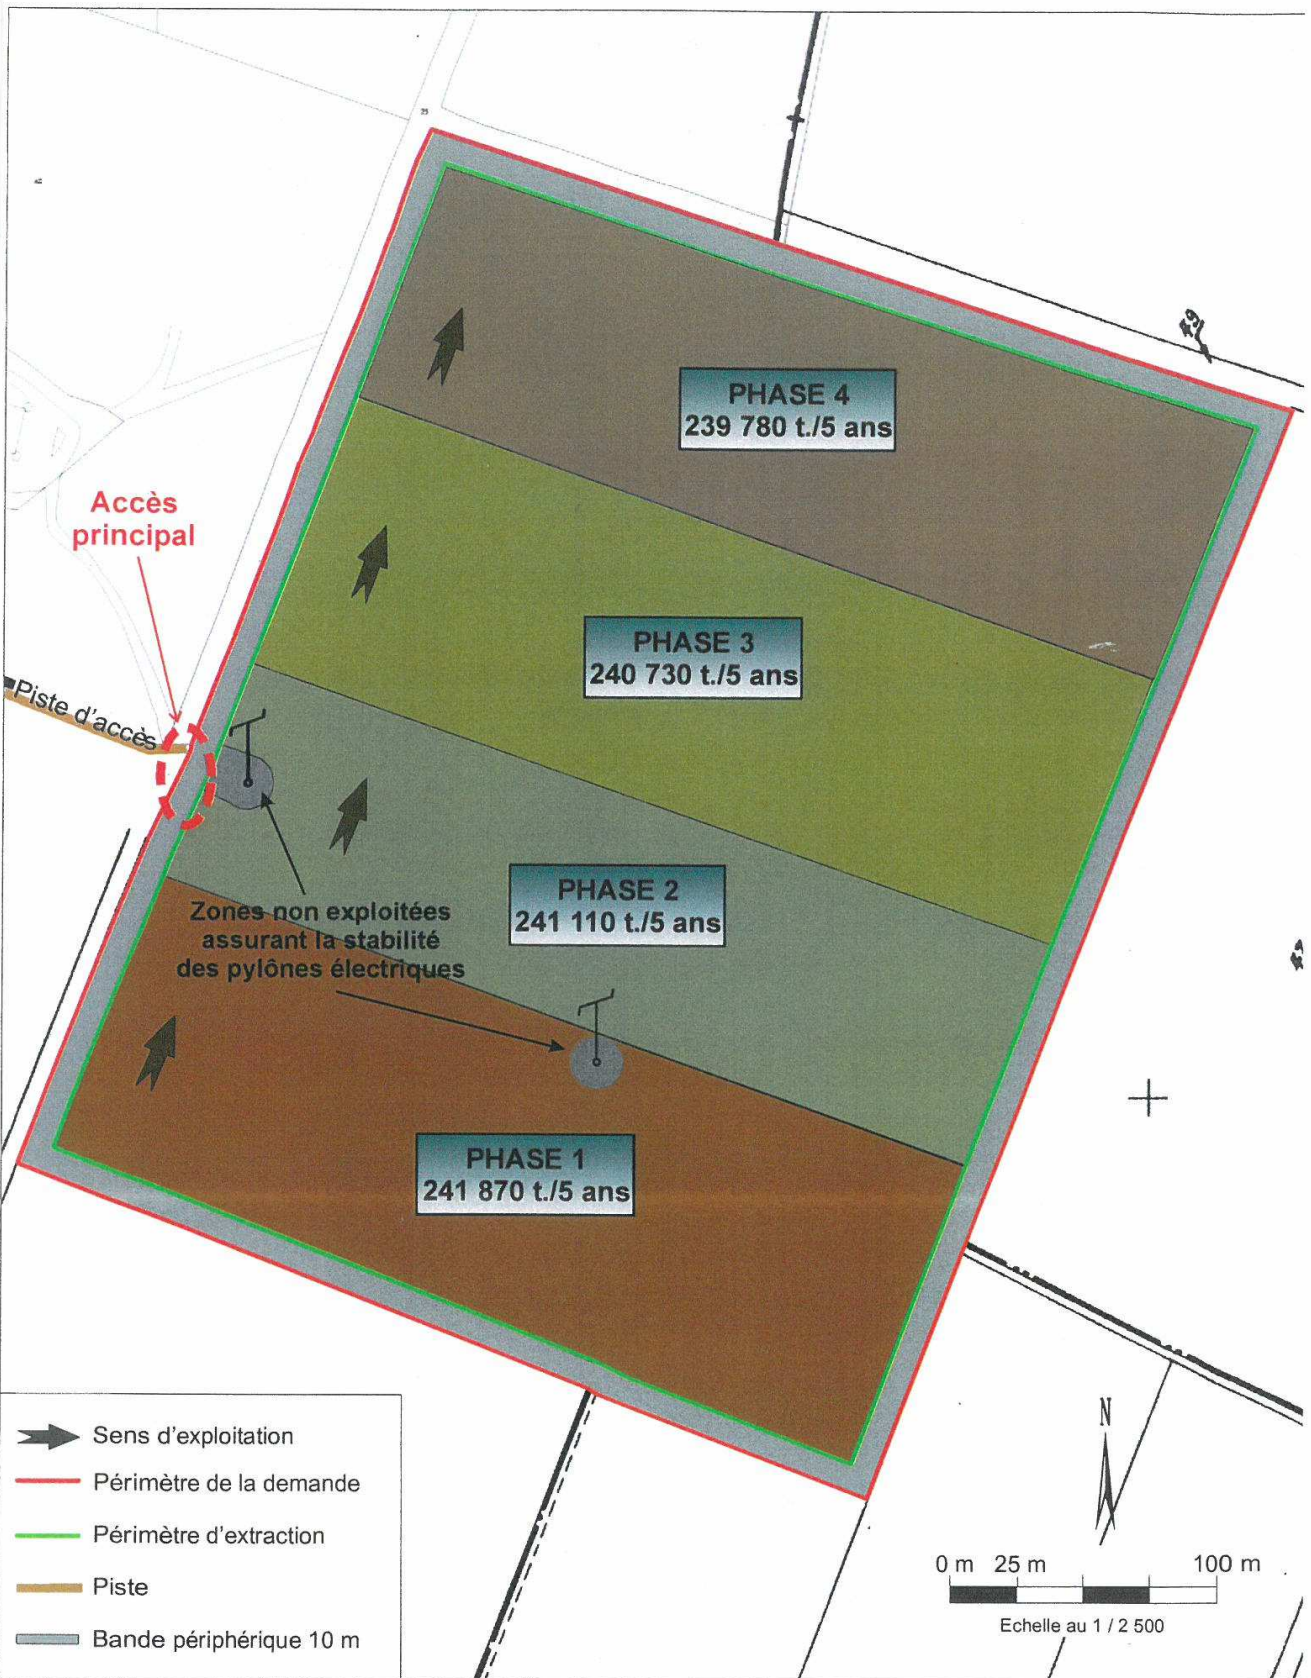 PHASE 4
239 780 t./5 ans
49
Accès
principal
PHASE 3
240 730 t./5 ans
Piste d'accès
PHASE 2
241 110 t./5 ans
Zones non exploitées
assurant la stabilité
des pylônes électriques
PHASE 1
241 870 t./5 ans
Sens d'exploitation
Périmètre de la demande
Périmètre d'extraction
Piste
Bande périphérique 10 m
N
0 m 25 m 100 m
Echelle au 1 / 2 500